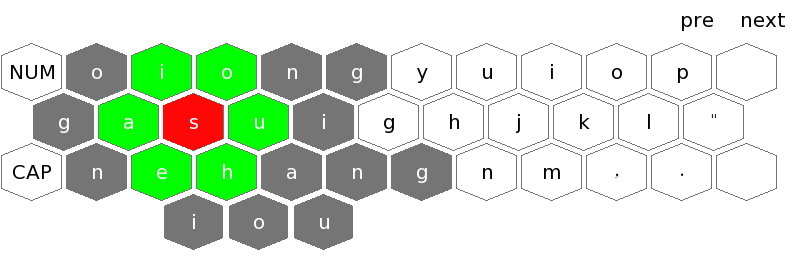 pre next
NUM o i o n g y u i o p
g a s u i g h j k l "
CAP n e h a n g n m , .
i o u